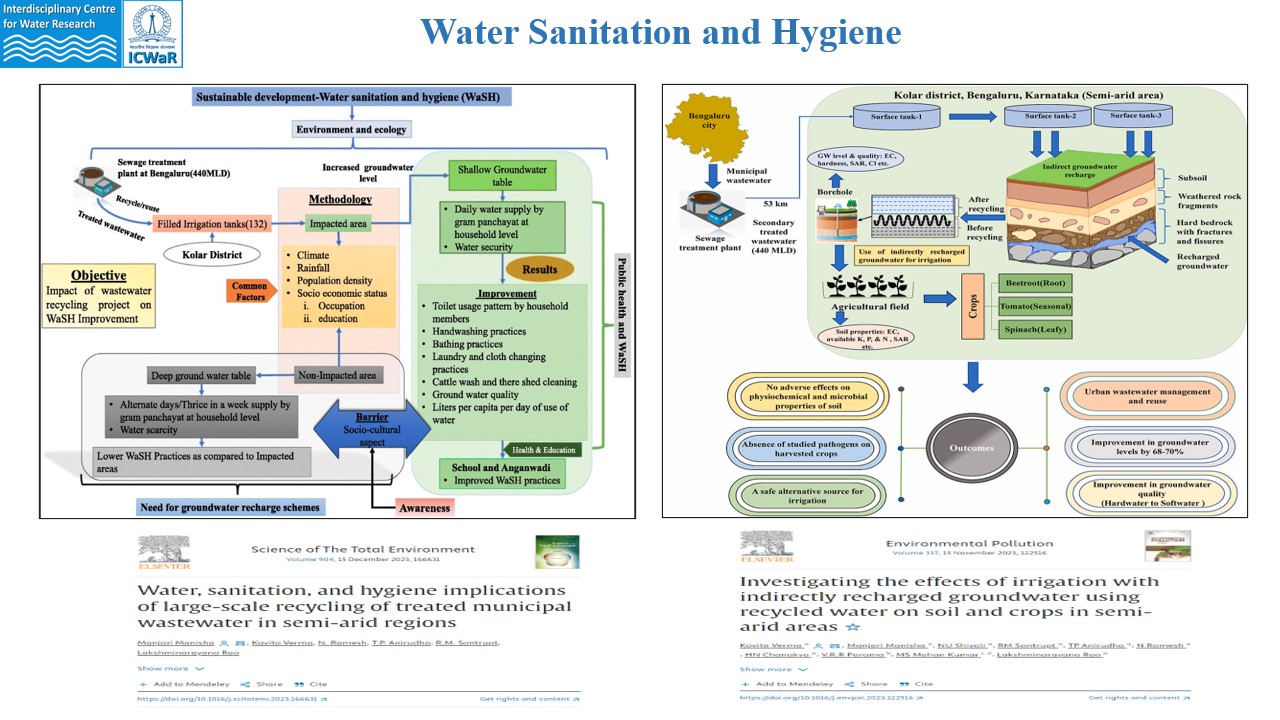 Interdisciplinary Centre
for Water Research
भारतीय विज्ञान संस्थान
ICWaR
Water Sanitation and Hygiene
Sustainable development-Water sanitation and hygiene (WaSH)
Environment and ecology
Sewage treatment
plant at Bengaluru(440MLD)
Recycle/reuse
Treated wastewater
Filled Irrigation tanks(132)
Kolar District
Increased groundwater
level
Methodology
Impacted area
• Climate
• Rainfall
• Population density
• Socio economic status
i. Occupation
ii. education
Common
Factors
Objective
Impact of wastewater
recycling project on
WaSH Improvement
Shallow Groundwater
table
• Daily water supply by
gram panchayat at
household level
• Water security
Results
Improvement
• Toilet usage pattern by household
members
• Handwashing practices
• Bathing practices
• Laundry and cloth changing
practices
• Cattle wash and there shed cleaning
• Ground water quality
• Liters per capita per day of use of
water
Public health and WaSH
Health & Education
School and Anganwadi
• Improved WaSH practices
Deep ground water table
Non-Impacted area
• Alternate days/Thrice in a week supply by
gram panchayat at household level
• Water scarcity
Lower WaSH Practices as compared to Impacted
areas
Barrier
Socio-cultural
aspect
Need for groundwater recharge schemes
Awareness
Kolar district, Bengaluru, Karnataka (Semi-arid area)
Bengaluru
city
Surface tank-1
Surface tank-2
Surface tank-3
Municipal
wastewater
GW level & quality: EC,
hardness, SAR, Cl etc.
Borehole
53 km
Secondary
treated
wastewater
(440 MLD)
Sewage
treatment plant
After
recycling
Before
recycling
Indirect groundwater
recharge
Subsoil
Weathered rock
fragments
Hard bedrock
with fractures
and fissures
Recharged
groundwater
Use of indirectly recharged
groundwater for irrigation
Agricultural field
Soil properties: EC,
available K, P, & N , SAR
etc.
Crops
Beetroot(Root)
Tomato(Seasonal)
Spinach(Leafy)
No adverse effects on
physiochemical and microbial
properties of soil
Absence of studied pathogens on
harvested crops
A safe alternative source for
irrigation
Outcomes
Urban wastewater management
and reuse
Improvement in groundwater
levels by 68-70%
Improvement in groundwater
quality
(Hardwater to Softwater )
ELSEVIER
Science of The Total Environment
Volume 904, 15 December 2023, 166631
Water, sanitation, and hygiene implications
of large-scale recycling of treated municipal
wastewater in semi-arid regions
Manjari Manisha, Kavita Verma, N. Ramesh, T.P. Anirudha, R.M. Santrupt,
Lakshminarayana Rao
Show more
+ Add to Mendeley Share Cite
https://doi.org/10.1016/j.scitotenv.2023.166631
Get rights and content
ELSEVIER
Environmental Pollution
Volume 337, 15 November 2023, 122516
Investigating the effects of irrigation with
indirectly recharged groundwater using
recycled water on soil and crops in semi-
arid areas ☆
Kavita Verma, Manjari Manisha, NU Shivali, RM Santrupt, TP Anirudha, N Ramesh
, HN Chanakya, V.R.R Parama, MS Mohan Kumar, Lakshminarayana Rao
Show more
+ Add to Mendeley Share Cite
https://doi.org/10.1016/j.envpol.2023.122516
Get rights and content